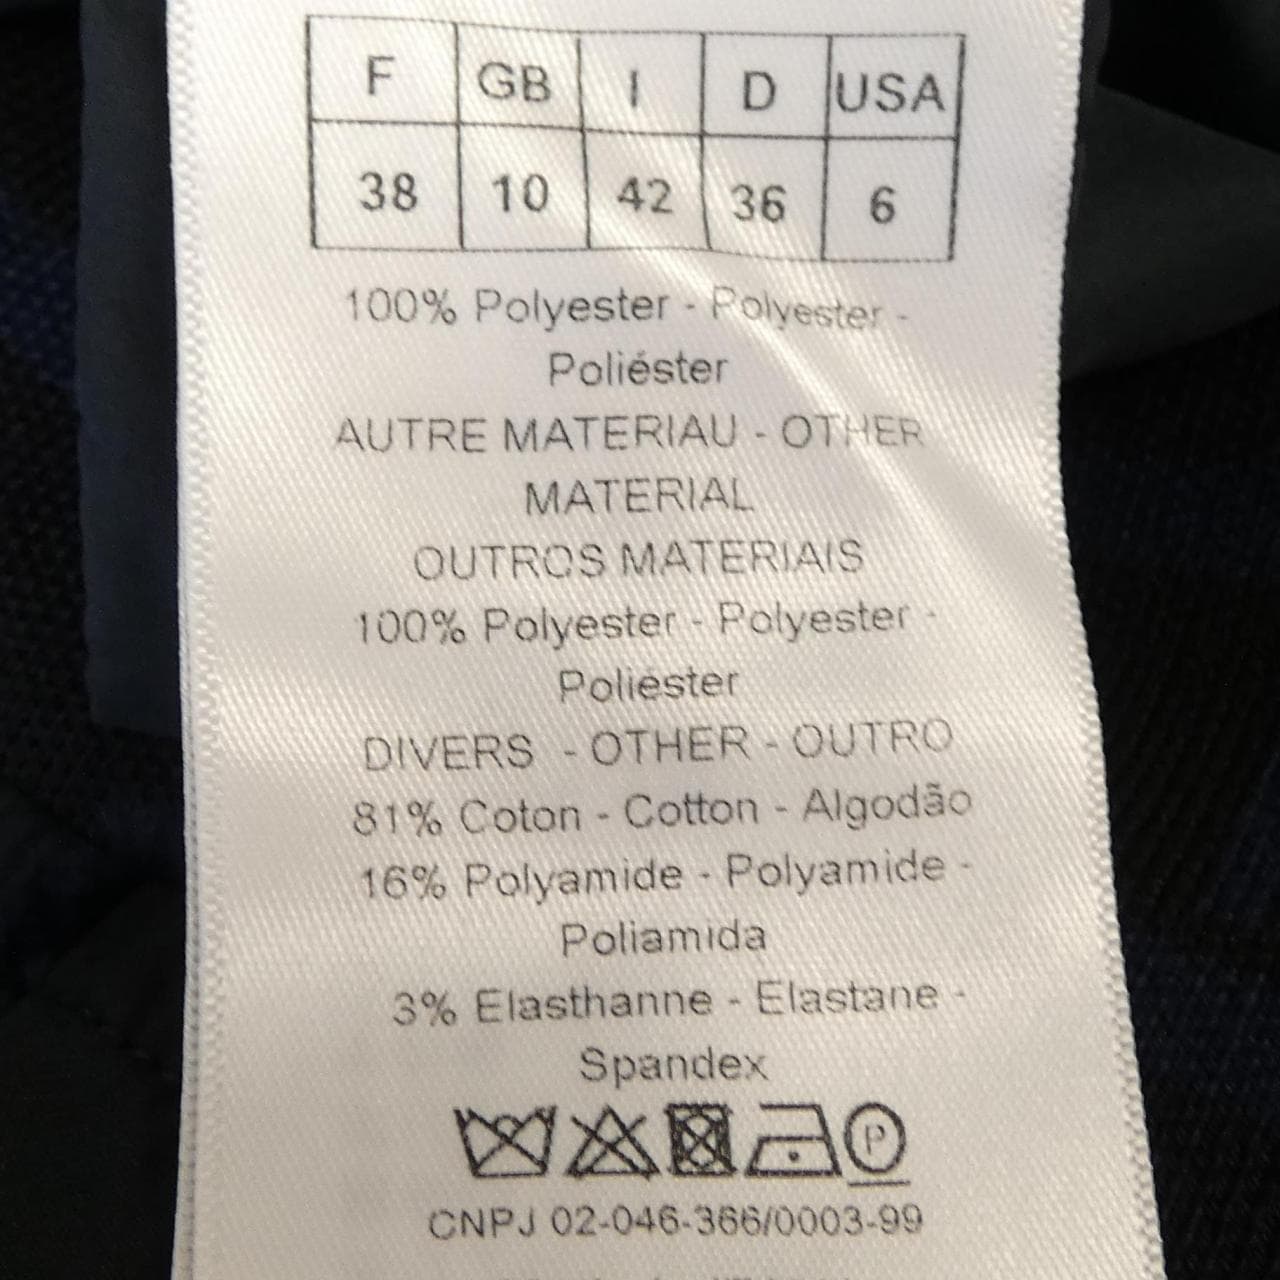 F GB I D USA
38 10 42 36 6
100% Polyester - Polyester -
Poliéster
AUTRE MATERIAU - OTHER
MATERIAL
OUTROS MATERIAIS
100% Polyester - Polyester -
Poliéster
DIVERS - OTHER - OUTRO
81% Coton - Cotton - Algodão
16% Polyamide - Polyamide -
Poliamida
3% Elasthanne - Elastane -
Spandex
P
CNPJ 02-046-366/0003-99